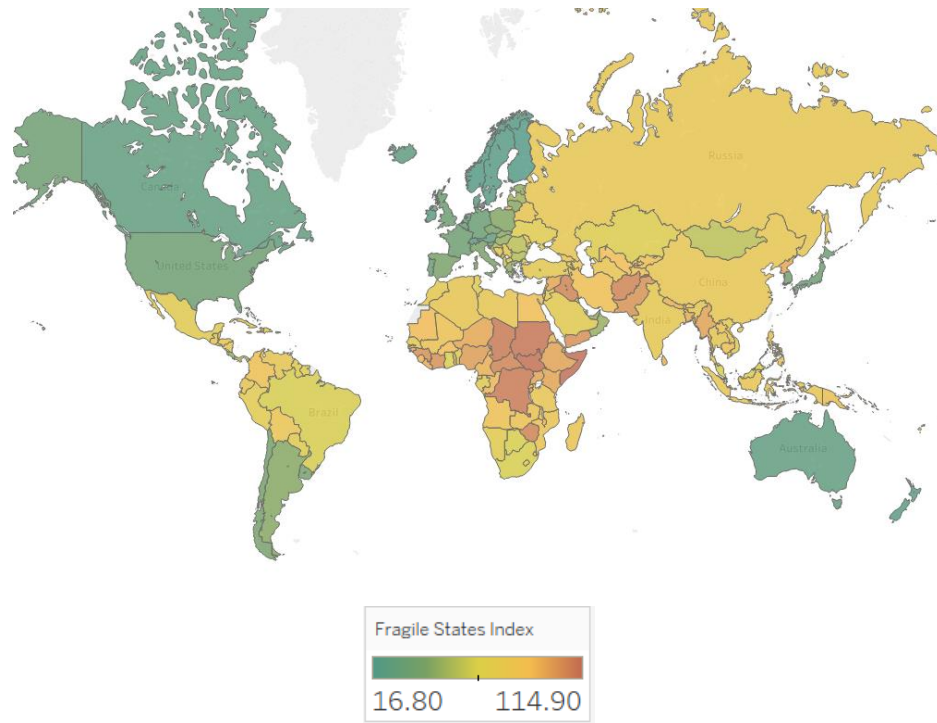 Canada
Russia
United States
China
India
Brazil
Australia
Fragile States Index
16.80 114.90